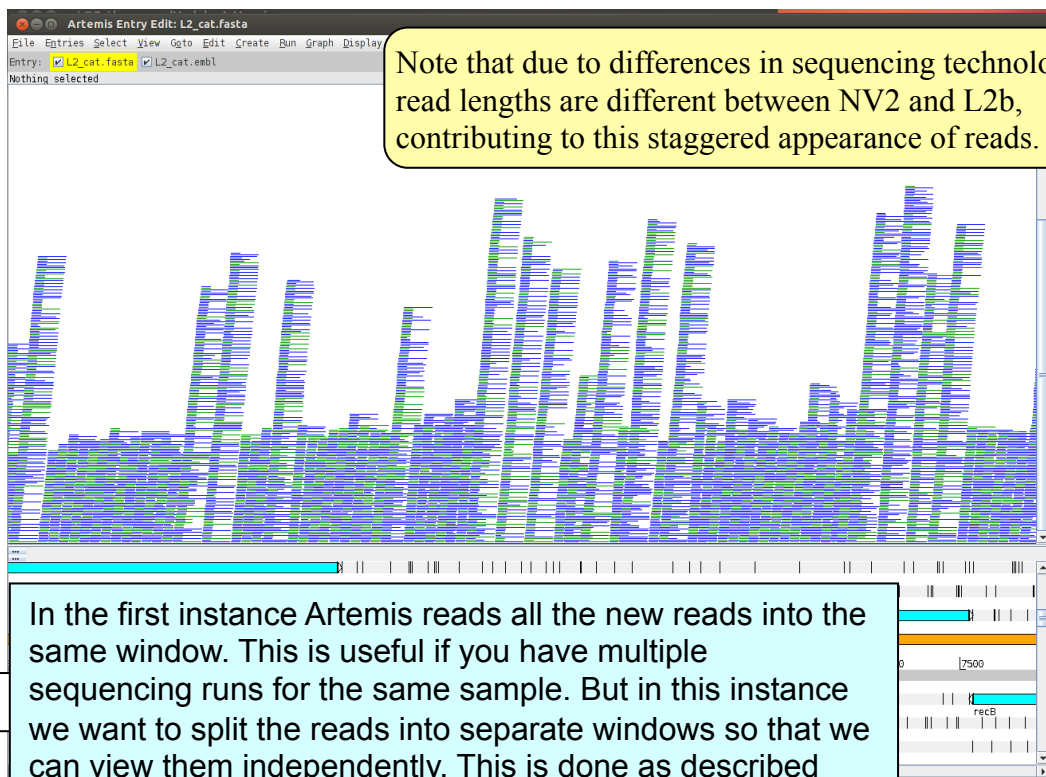 Artemis Entry Edit: L2_cat.fasta
File Entries Select View Goto Edit Create Run Graph Display
Entry: L2_cat.fasta L2_cat.embl
Nothing selected
Note that due to differences in sequencing technolo
read lengths are different between NV2 and L2b,
contributing to this staggered appearance of reads.
In the first instance Artemis reads all the new reads into the
same window. This is useful if you have multiple
sequencing runs for the same sample. But in this instance
we want to split the reads into separate windows so that we
can view them independently. This is done as described
7500
recB